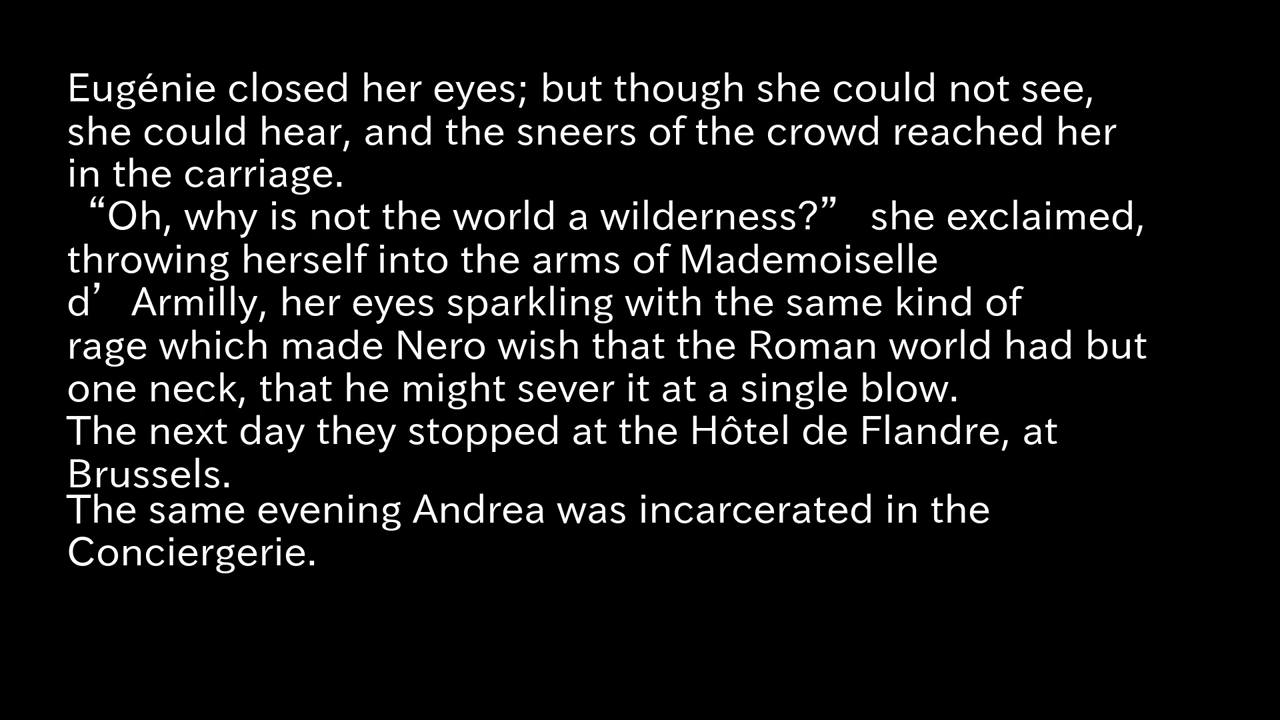 Eugénie closed her eyes; but though she could not see,
she could hear, and the sneers of the crowd reached her
in the carriage.
“Oh, why is not the world a wilderness?” she exclaimed,
throwing herself into the arms of Mademoiselle
d’Armilly, her eyes sparkling with the same kind of
rage which made Nero wish that the Roman world had but
one neck, that he might sever it at a single blow.
The next day they stopped at the Hôtel de Flandre, at
Brussels.
The same evening Andrea was incarcerated in the
Conciergerie.